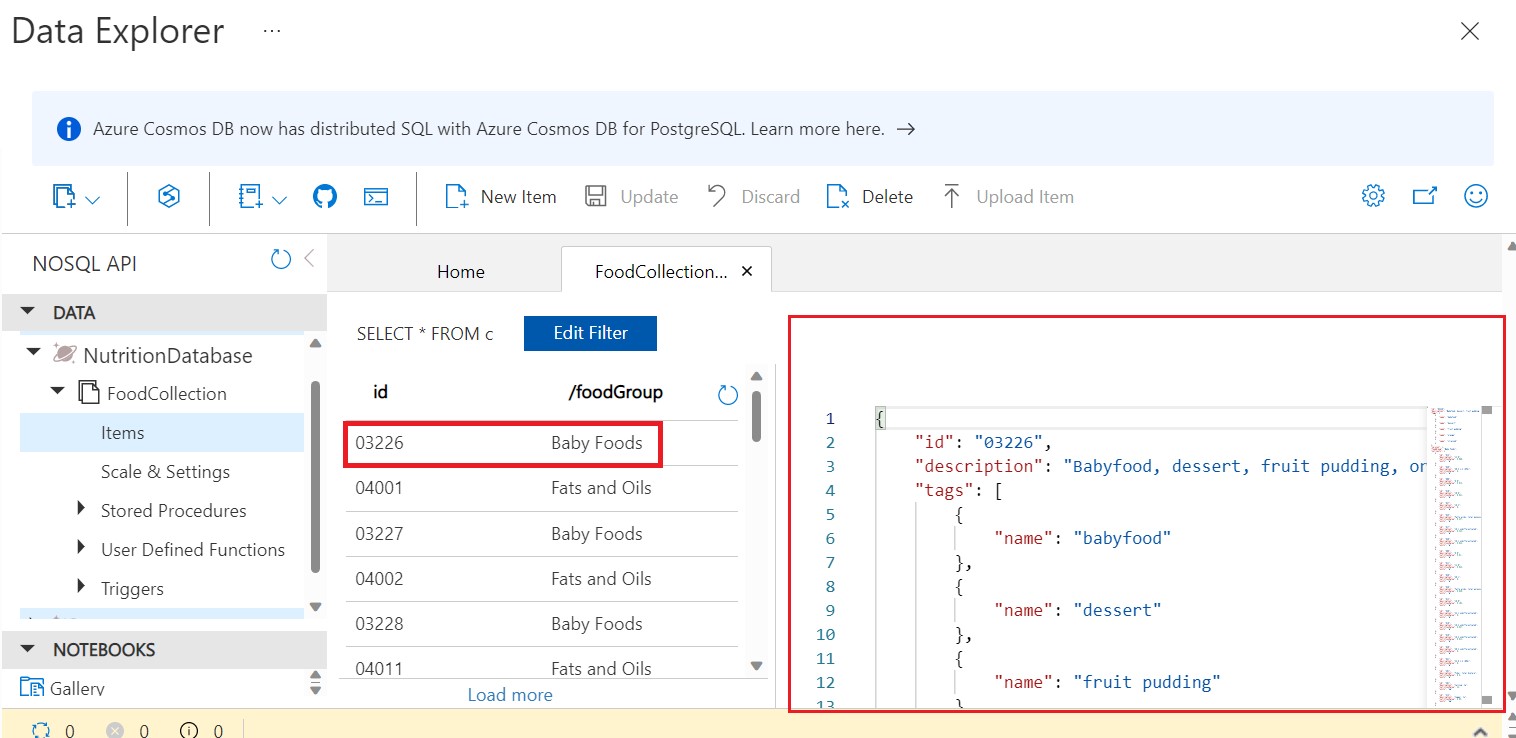 Data Explorer ...
Azure Cosmos DB now has distributed SQL with Azure Cosmos DB for PostgreSQL. Learn more here. →
New Item Update Discard Delete Upload Item
NOSQL API
DATA
NutritionDatabase
FoodCollection
Items
Scale & Settings
Stored Procedures
User Defined Functions
Triggers
NOTEBOOKS
Gallery
Home FoodCollection... ×
SELECT * FROM c Edit Filter
id /foodGroup
03226 Baby Foods
04001 Fats and Oils
03227 Baby Foods
04002 Fats and Oils
03228 Baby Foods
04011 Fats and Oils
Load more
1 {
2 "id": "03226",
3 "description": "Babyfood, dessert, fruit pudding, or
4 "tags": [
5 {
6 "name": "babyfood"
7 },
8 {
9 "name": "dessert"
10 },
11 {
12 "name": "fruit pudding"
13 }
0 0 0